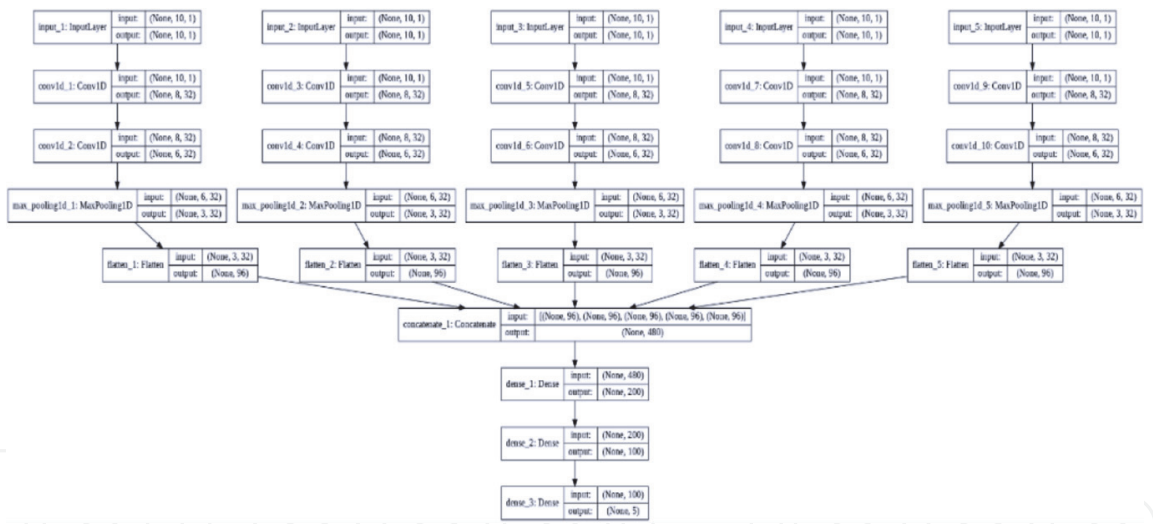 input_1: InputLayer input: (None, 10, 1) output: (None, 10, 1)
input_2: InputLayer input: (None, 10, 1) output: (None, 10, 1)
input_3: InputLayer input: (None, 10, 1) output: (None, 10, 1)
input_4: InputLayer input: (None, 10, 1) output: (None, 10, 1)
input_5: InputLayer input: (None, 10, 1) output: (None, 10, 1)
conv1d_1: Conv1D input: (None, 10, 1) output: (None, 8, 32)
conv1d_3: Conv1D input: (None, 10, 1) output: (None, 8, 32)
conv1d_5: Conv1D input: (None, 10, 1) output: (None, 8, 32)
conv1d_7: Conv1D input: (None, 10, 1) output: (None, 8, 32)
conv1d_9: Conv1D input: (None, 10, 1) output: (None, 8, 32)
conv1d_2: Conv1D input: (None, 8, 32) output: (None, 6, 32)
conv1d_4: Conv1D input: (None, 8, 32) output: (None, 6, 32)
conv1d_6: Conv1D input: (None, 8, 32) output: (None, 6, 32)
conv1d_8: Conv1D input: (None, 8, 32) output: (None, 6, 32)
conv1d_10: Conv1D input: (None, 8, 32) output: (None, 6, 32)
max_pooling1d_1: MaxPooling1D input: (None, 6, 32) output: (None, 3, 32)
max_pooling1d_2: MaxPooling1D input: (None, 6, 32) output: (None, 3, 32)
max_pooling1d_3: MaxPooling1D input: (None, 6, 32) output: (None, 3, 32)
max_pooling1d_4: MaxPooling1D input: (None, 6, 32) output: (None, 3, 32)
max_pooling1d_5: MaxPooling1D input: (None, 6, 32) output: (None, 3, 32)
flatten_1: Flatten input: (None, 3, 32) output: (None, 96)
flatten_2: Flatten input: (None, 3, 32) output: (None, 96)
flatten_3: Flatten input: (None, 3, 32) output: (None, 96)
flatten_4: Flatten input: (None, 3, 32) output: (None, 96)
flatten_5: Flatten input: (None, 3, 32) output: (None, 96)
concatenate_1: Concatenate input: [(None, 96), (None, 96), (None, 96), (None, 96), (None, 96)] output: (None, 480)
dense_1: Dense input: (None, 480) output: (None, 200)
dense_2: Dense input: (None, 200) output: (None, 100)
dense_3: Dense input: (None, 100) output: (None, 5)